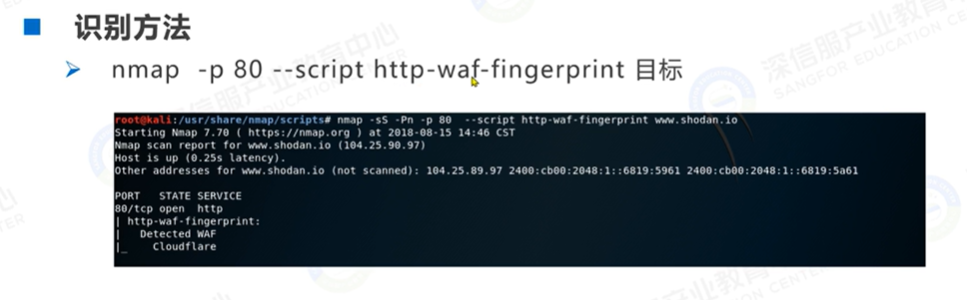 识别方法
nmap -p 80 --script http-waf-fingerprint 目标
root@kali:/usr/share/nmap/scripts# nmap -sS -Pn -p 80 --script http-waf-fingerprint www.shodan.io
Starting Nmap 7.70 ( https://nmap.org ) at 2018-08-15 14:46 CST
Nmap scan report for www.shodan.io (104.25.90.97)
Host is up (0.25s latency).
Other addresses for www.shodan.io (not scanned): 104.25.89.97 2400:cb00:2048:1::6819:5961 2400:cb00:2048:1::6819:5a61
PORT STATE SERVICE
80/tcp open http
| http-waf-fingerprint:
| Detected WAF
|_ Cloudflare
深信服产业教育中心
SANGFOR EDUCATION CENTER